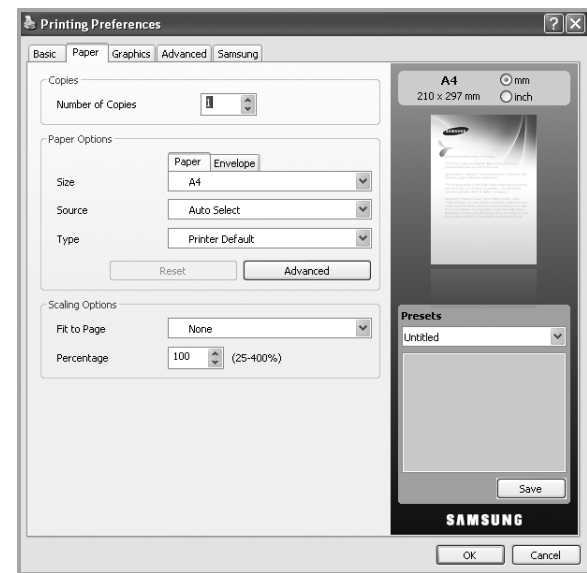 Printing Preferences
Basic Paper Graphics Advanced Samsung
Copies
Number of Copies 1
Paper Options
Paper Envelope
Size A4
Source Auto Select
Type Printer Default
Reset Advanced
Scaling Options
Fit to Page None
Percentage 100 (25-400%)
A4 mm
210 x 297 mm inch
SAMSUNG
Presets
Untitled
Save
SAMSUNG
OK Cancel